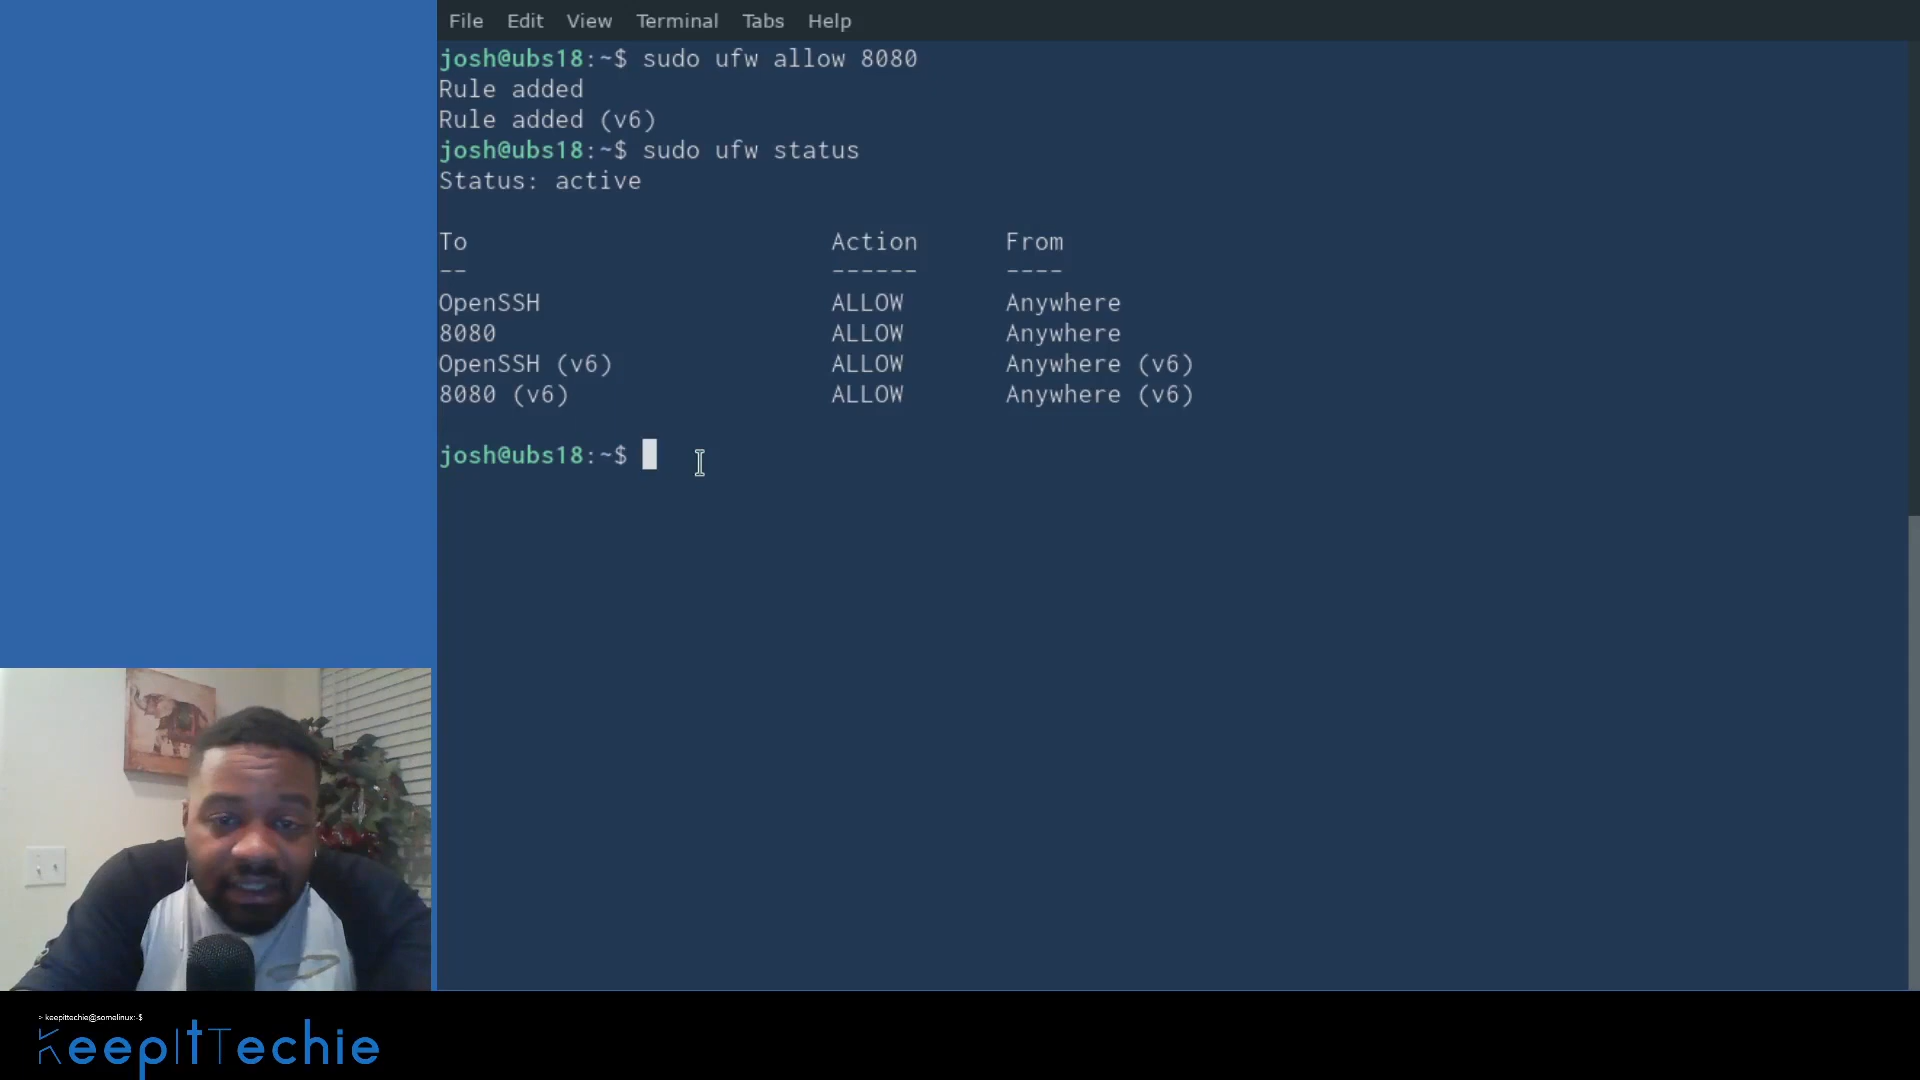 File Edit View Terminal Tabs Help
josh@ubs18:~$ sudo ufw allow 8080
Rule added
Rule added (v6)
josh@ubs18:~$ sudo ufw status
Status: active
To Action From
-- ------ ----
OpenSSH ALLOW Anywhere
8080 ALLOW Anywhere
OpenSSH (v6) ALLOW Anywhere (v6)
8080 (v6) ALLOW Anywhere (v6)
josh@ubs18:~$
> keepittechie@somelinux:-$
KeepItTechie